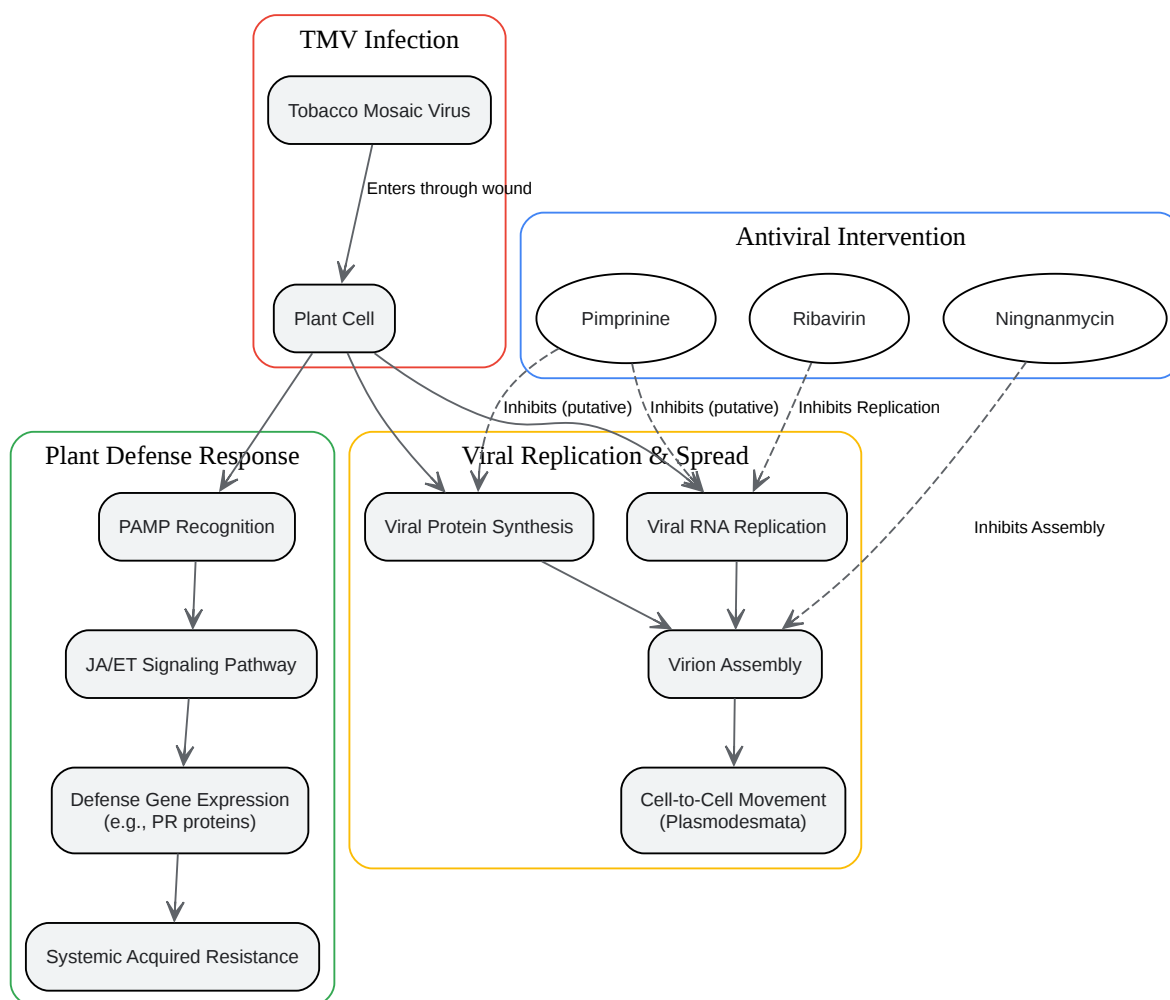 TMV Infection
Tobacco Mosaic Virus
Enters through wound
Antiviral Intervention
Plant Cell
Pimprinine
Ribavirin
Ningnanmycin
Inhibits (putative)
Inhibits (putative)
Inhibits Replication
Plant Defense Response
Viral Replication & Spread
PAMP Recognition
Viral Protein Synthesis
Viral RNA Replication
Inhibits Assembly
JA/ET Signaling Pathway
Virion Assembly
Defense Gene Expression
(e.g., PR proteins)
Cell-to-Cell Movement
(Plasmodesmata)
Systemic Acquired Resistance